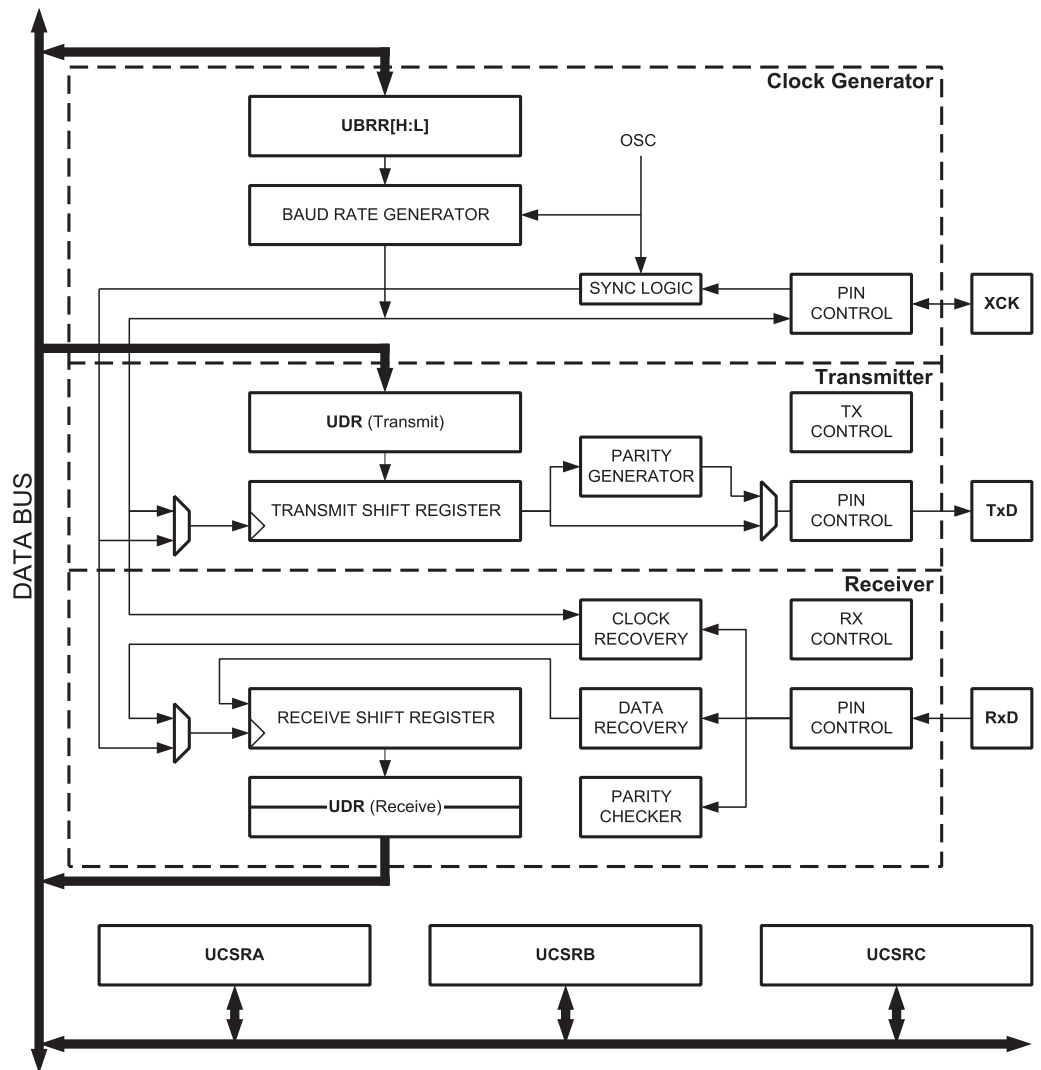 Clock Generator
UBRR[H:L]
OSC
BAUD RATE GENERATOR
SYNC LOGIC
PIN
CONTROL
XCK
Transmitter
UDR (Transmit)
TX
CONTROL
PARITY
GENERATOR
TRANSMIT SHIFT REGISTER
PIN
CONTROL
TxD
DATA BUS
Receiver
CLOCK
RECOVERY
RX
CONTROL
RECEIVE SHIFT REGISTER
DATA
RECOVERY
PIN
CONTROL
RxD
UDR (Receive)
PARITY
CHECKER
UCSRA
UCSRB
UCSRC